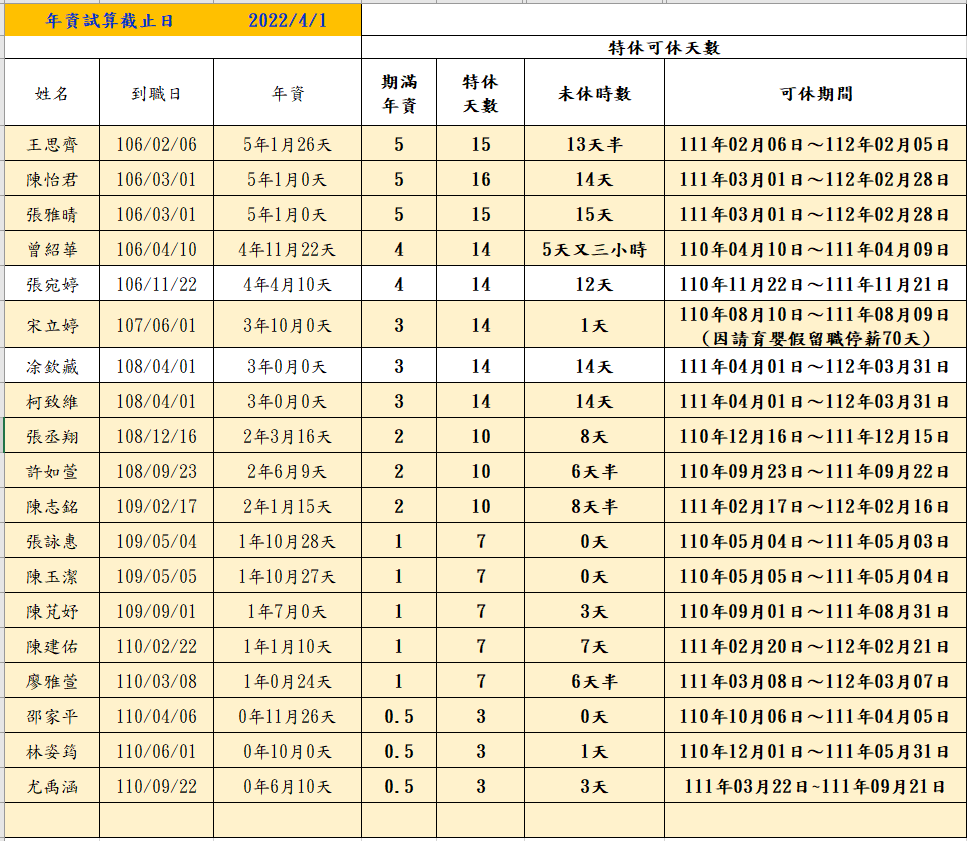 年資試算截止日 2022/4/1
特休可休天數
姓名 到職日 年資 期滿年資 特休天數 未休時數 可休期間
王思齊 106/02/06 5年1月26天 5 15 13天半 111年02月06日～112年02月05日
陳怡君 106/03/01 5年1月0天 5 16 14天 111年03月01日～112年02月28日
張雅晴 106/03/01 5年1月0天 5 15 15天 111年03月01日～112年02月28日
曾紹華 106/04/10 4年11月22天 4 14 5天又三小時 110年04月10日～111年04月09日
張宛婷 106/11/22 4年4月10天 4 14 12天 110年11月22日～111年11月21日
宋立婷 107/06/01 3年10月0天 3 14 1天 110年08月10日～111年08月09日
(因請育嬰假留職停薪70天)
凃欽藏 108/04/01 3年0月0天 3 14 14天 111年04月01日～112年03月31日
柯致維 108/04/01 3年0月0天 3 14 14天 111年04月01日～112年03月31日
張丞翔 108/12/16 2年3月16天 2 10 8天 110年12月16日～111年12月15日
許如萱 108/09/23 2年6月9天 2 10 6天半 110年09月23日～111年09月22日
陳志銘 109/02/17 2年1月15天 2 10 8天半 111年02月17日～112年02月16日
張詠惠 109/05/04 1年10月28天 1 7 0天 110年05月04日～111年05月03日
陳玉潔 109/05/05 1年10月27天 1 7 0天 110年05月05日～111年05月04日
陳芃妤 109/09/01 1年7月0天 1 7 3天 110年09月01日～111年08月31日
陳建佑 110/02/22 1年1月10天 1 7 7天 111年02月20日～112年02月21日
廖雅萱 110/03/08 1年0月24天 1 7 6天半 111年03月08日～112年03月07日
邵家平 110/04/06 0年11月26天 0.5 3 0天 110年10月06日～111年04月05日
林姿筠 110/06/01 0年10月0天 0.5 3 1天 110年12月01日～111年05月31日
尤禹涵 110/09/22 0年6月10天 0.5 3 3天 111年03月22日~111年09月21日